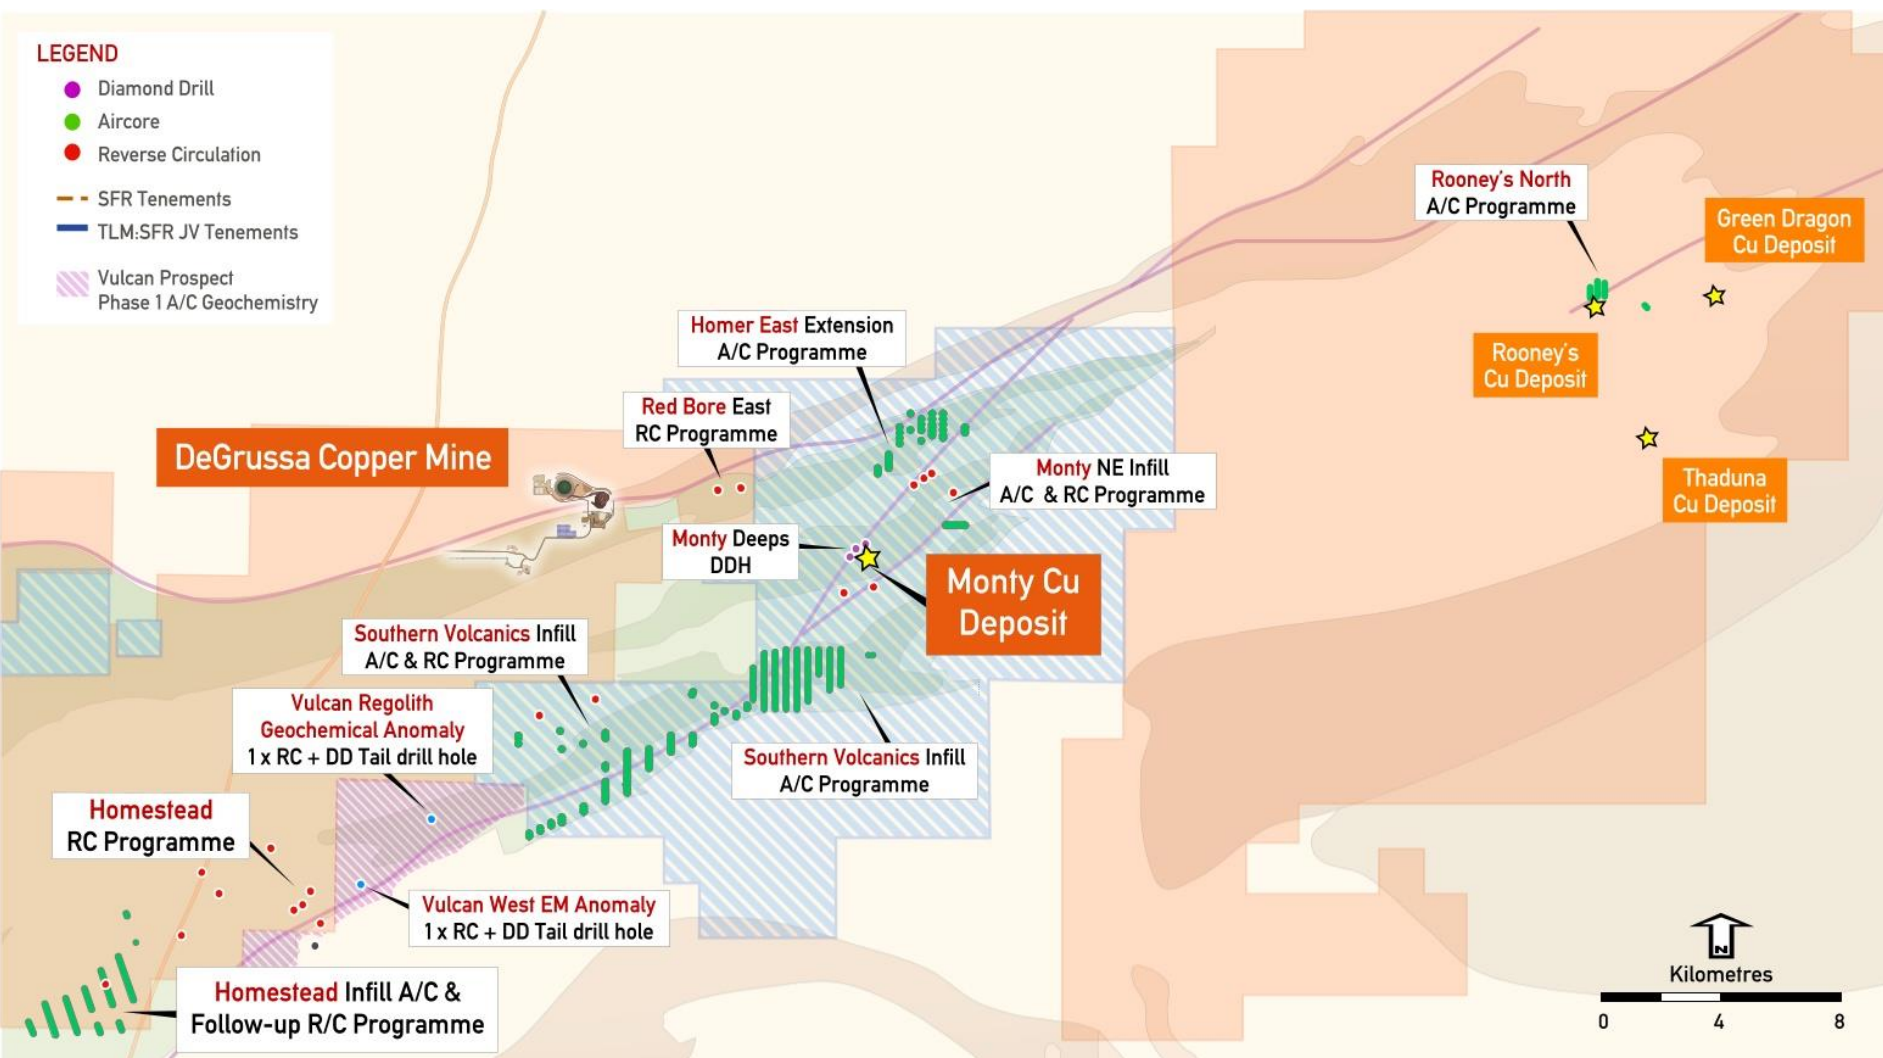 LEGEND
Diamond Drill
Aircore
Reverse Circulation
SFR Tenements
TLM:SFR JV Tenements
Vulcan Prospect
Phase 1 A/C Geochemistry
Rooney's North
A/C Programme
Green Dragon
Cu Deposit
Rooney's
Cu Deposit
Thaduna
Cu Deposit
Homer East Extension
A/C Programme
Red Bore East
RC Programme
DeGrussa Copper Mine
Monty NE Infill
A/C & RC Programme
Monty Deeps
DDH
Monty Cu
Deposit
Southern Volcanics Infill
A/C & RC Programme
Vulcan Regolith
Geochemical Anomaly
1 x RC + DD Tail drill hole
Southern Volcanics Infill
A/C Programme
Homestead
RC Programme
Vulcan West EM Anomaly
1 x RC + DD Tail drill hole
Homestead Infill A/C &
Follow-up R/C Programme
N
Kilometres
0 4 8